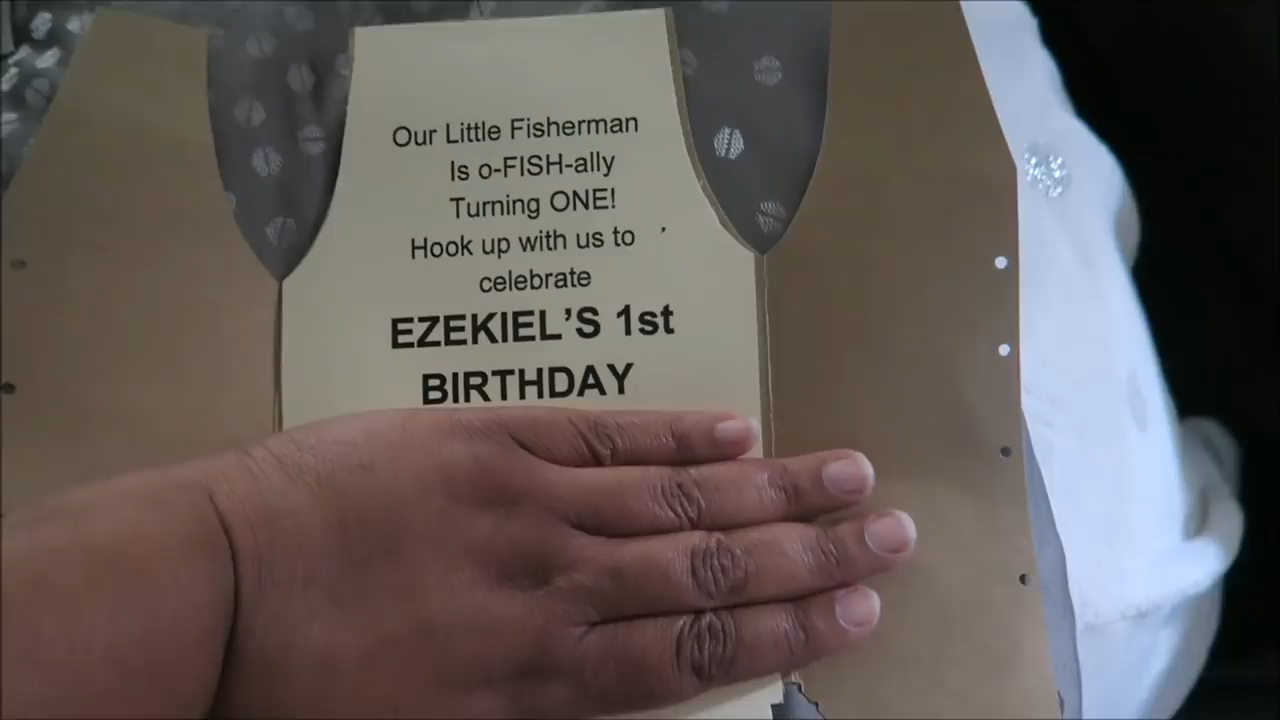 Our Little Fisherman
Is o-FISH-ally
Turning ONE!
Hook up with us to
celebrate
EZEKIEL'S 1st
BIRTHDAY